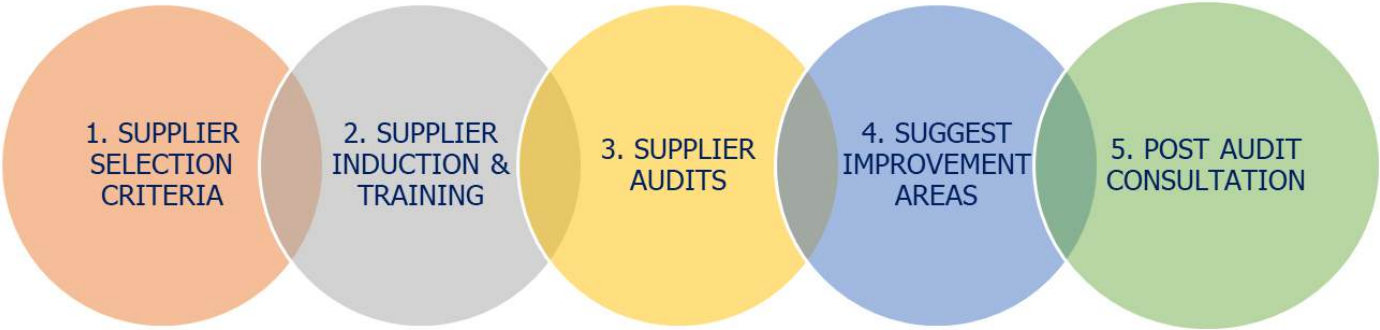 1. SUPPLIER
SELECTION
CRITERIA
2. SUPPLIER
INDUCTION &
TRAINING
3. SUPPLIER
AUDITS
4. SUGGEST
IMPROVEMENT
AREAS
5. POST AUDIT
CONSULTATION